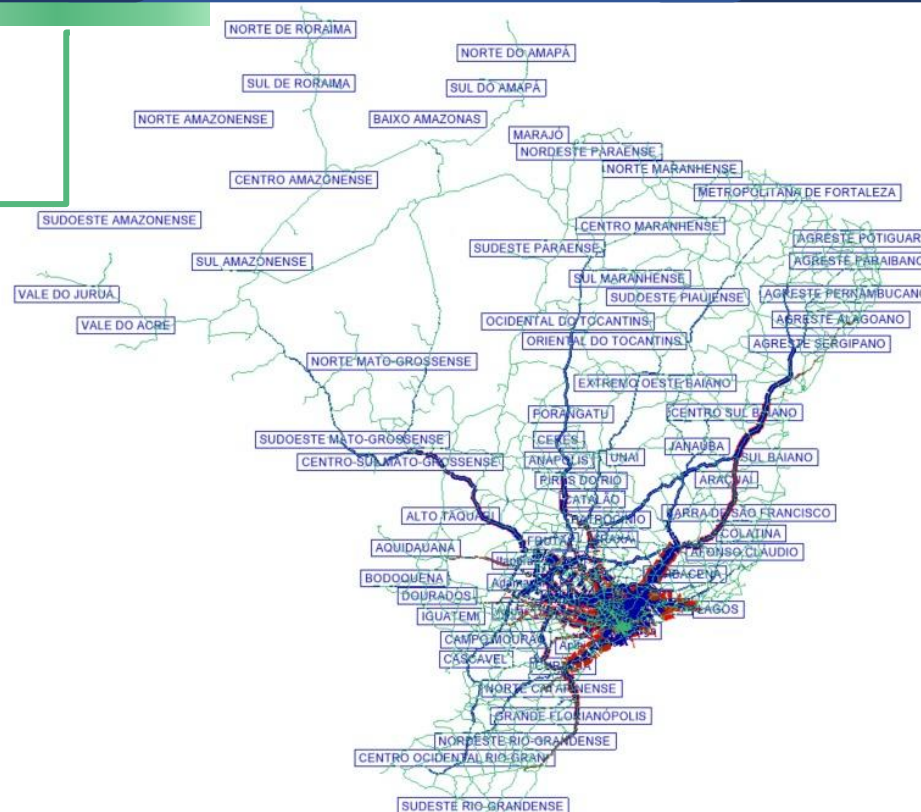 NORTE DE RORAIMA
NORTE DO AMAPÁ
SUL DE RORAIMA
SUL DO AMAPÁ
NORTE AMAZONENSE
BAIXO AMAZONAS
MARAJÓ
NORDESTE PARAENSE
NORTE MARANHENSE
CENTRO AMAZONENSE
METROPOLITANA DE FORTALEZA
SUDOESTE AMAZONENSE
CENTRO MARANHENSE
AGRESTE POTIGUAR
SUDESTE PARAENSE
SUL AMAZONENSE
AGRESTE PARAIBANO
SUL MARANHENSE
VALE DO JURUÁ
SUDOESTE PIAUIENSE
AGRESTE PERNAMBUCANO
VALE DO ACRE
OCIDENTAL DO TOCANTINS
AGRESTE ALAGOANO
ORIENTAL DO TOCANTINS
AGRESTE SERGIPANO
NORTE MATO-GROSSENSE
EXTREMO OESTE BAIANO
PORANGATU
CENTRO SUL BAIANO
SUDOESTE MATO-GROSSENSE
CERES
JANAÚBA
CENTRO-SUL MATO-GROSSENSE
ANÁPOLIS
UNAÍ
SUL BAIANO
PIRES DO RIO
ARAÇUAÍ
CATALÃO
ALTO TAQUARI
PATROCÍNIO
BARRA DE SÃO FRANCISCO
COLATINA
AQUIDAUANA
ARAXÁ
AFONSO CLÁUDIO
BODOQUENA
DOURADOS
LAGOS
IGUATEMI
CAMPO MOURÃO
CASCAVEL
NORTE CATARINENSE
GRANDE FLORIANÓPOLIS
NORDESTE RIO-GRANDENSE
CENTRO OCIDENTAL RIO-GRAN
SUDESTE RIO-GRANDENSE